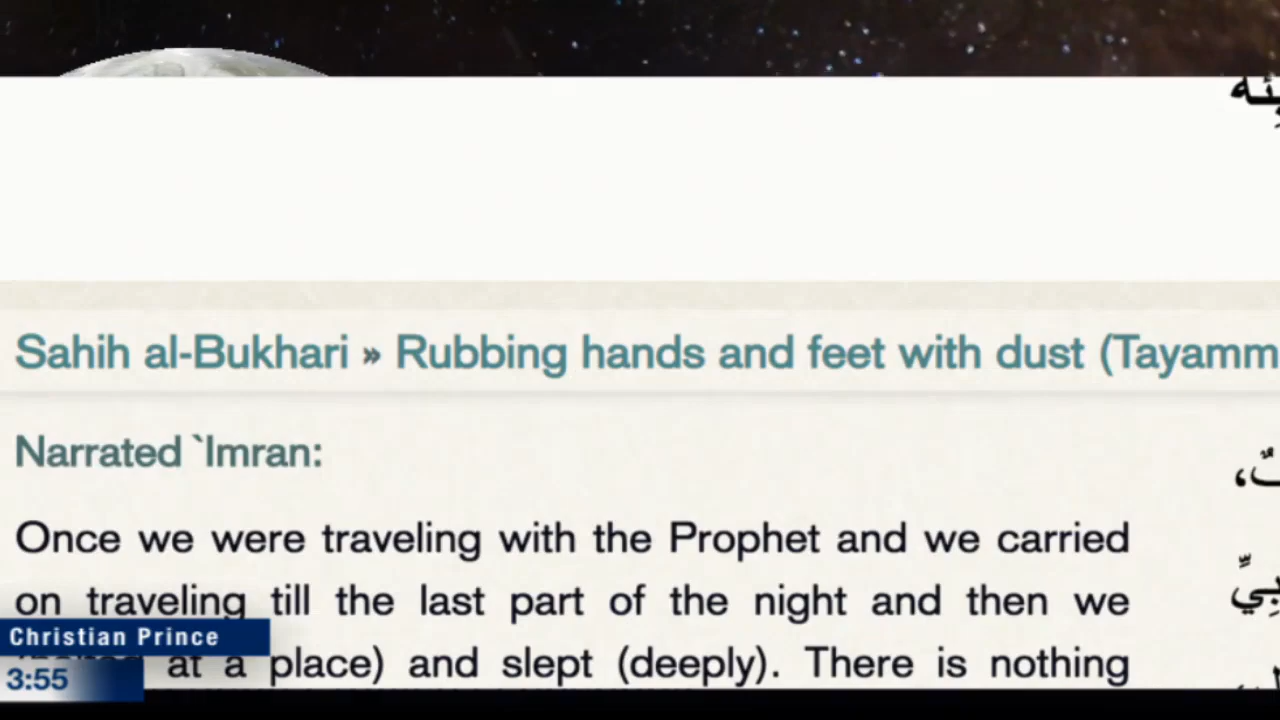 Sahih al-Bukhari » Rubbing hands and feet with dust (Tayamm
Narrated `Imran:
Once we were traveling with the Prophet and we carried
on traveling till the last part of the night and then we
at a place) and slept (deeply). There is nothing
Christian Prince
3:55